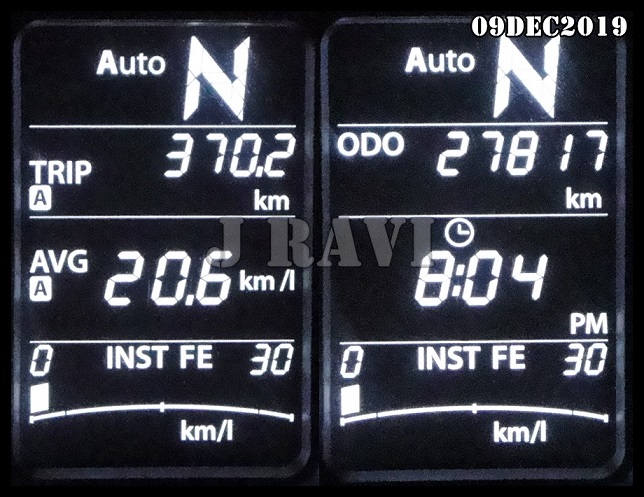 09DEC2019
Auto N
TRIP A 370.2 km
AVG A 20.6 km/l
0 INST FE 30
km/l
Auto N
ODO 27817 km
8:04 PM
0 INST FE 30
km/l
J RAVI